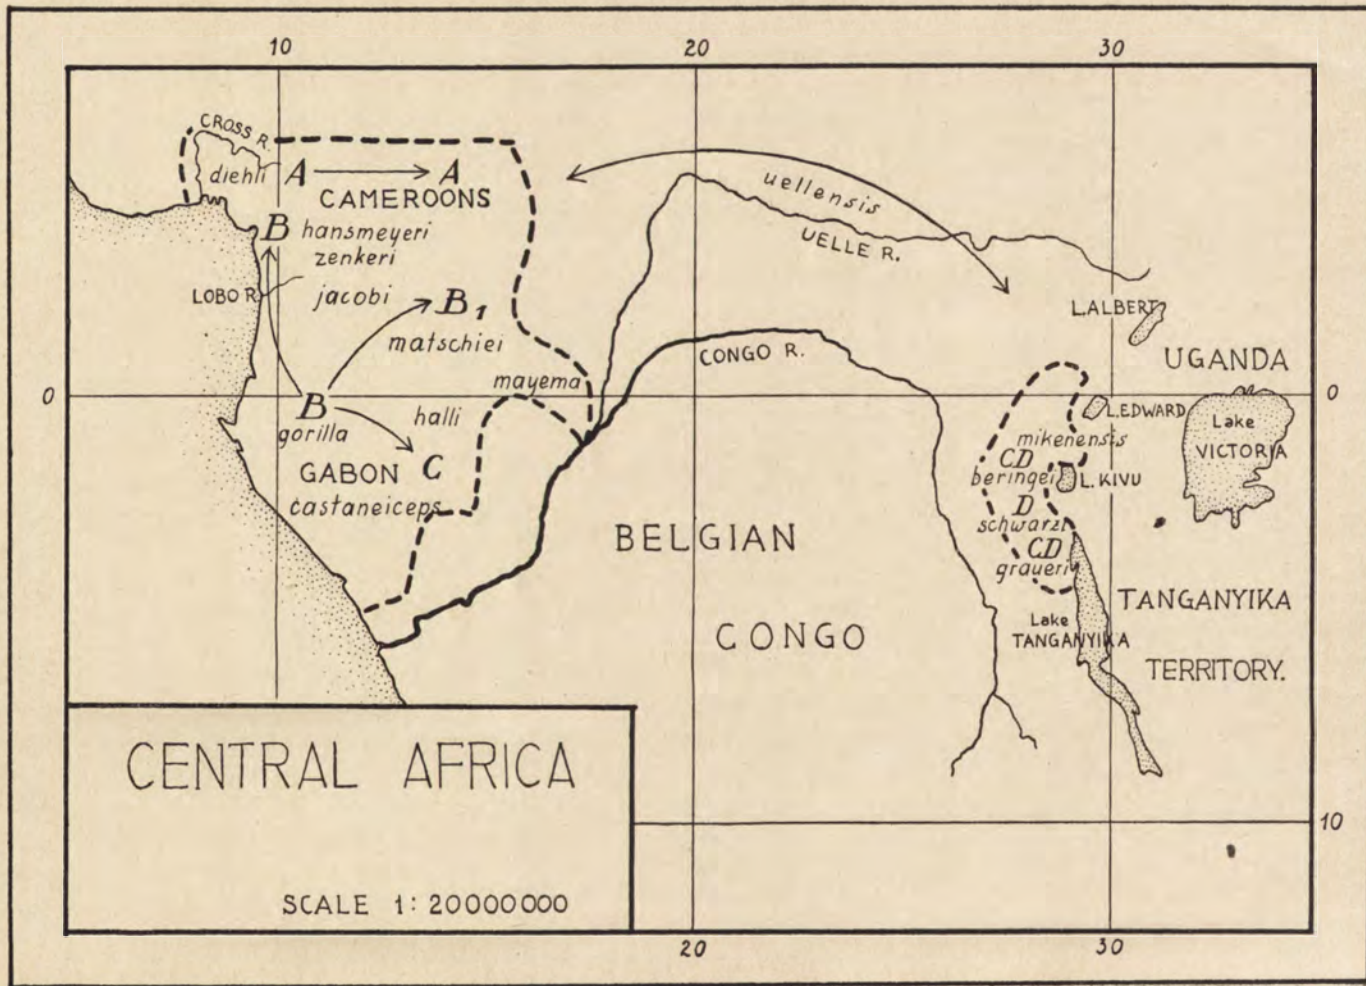 10
20
30
CROSS R.
diehli A A
CAMEROONS
B hansmeyeri
zenkeri
LOBO R.
jacobi
B1
matschiei
uellensis
UELLE R.
L. ALBERT
UGANDA
CONGO R.
0
mayema
0
B
gorilla
halli
L. EDWARD
Lake
VICTORIA
mikenensis
GABON C
castaneiceps
CD
beringei
L. KIVU
D
schwarzi
CD
graueri
BELGIAN
CONGO
Lake
TANGANYIKA
TANGANYIKA
TERRITORY.
CENTRAL AFRICA
SCALE 1: 20000000
10
20
30